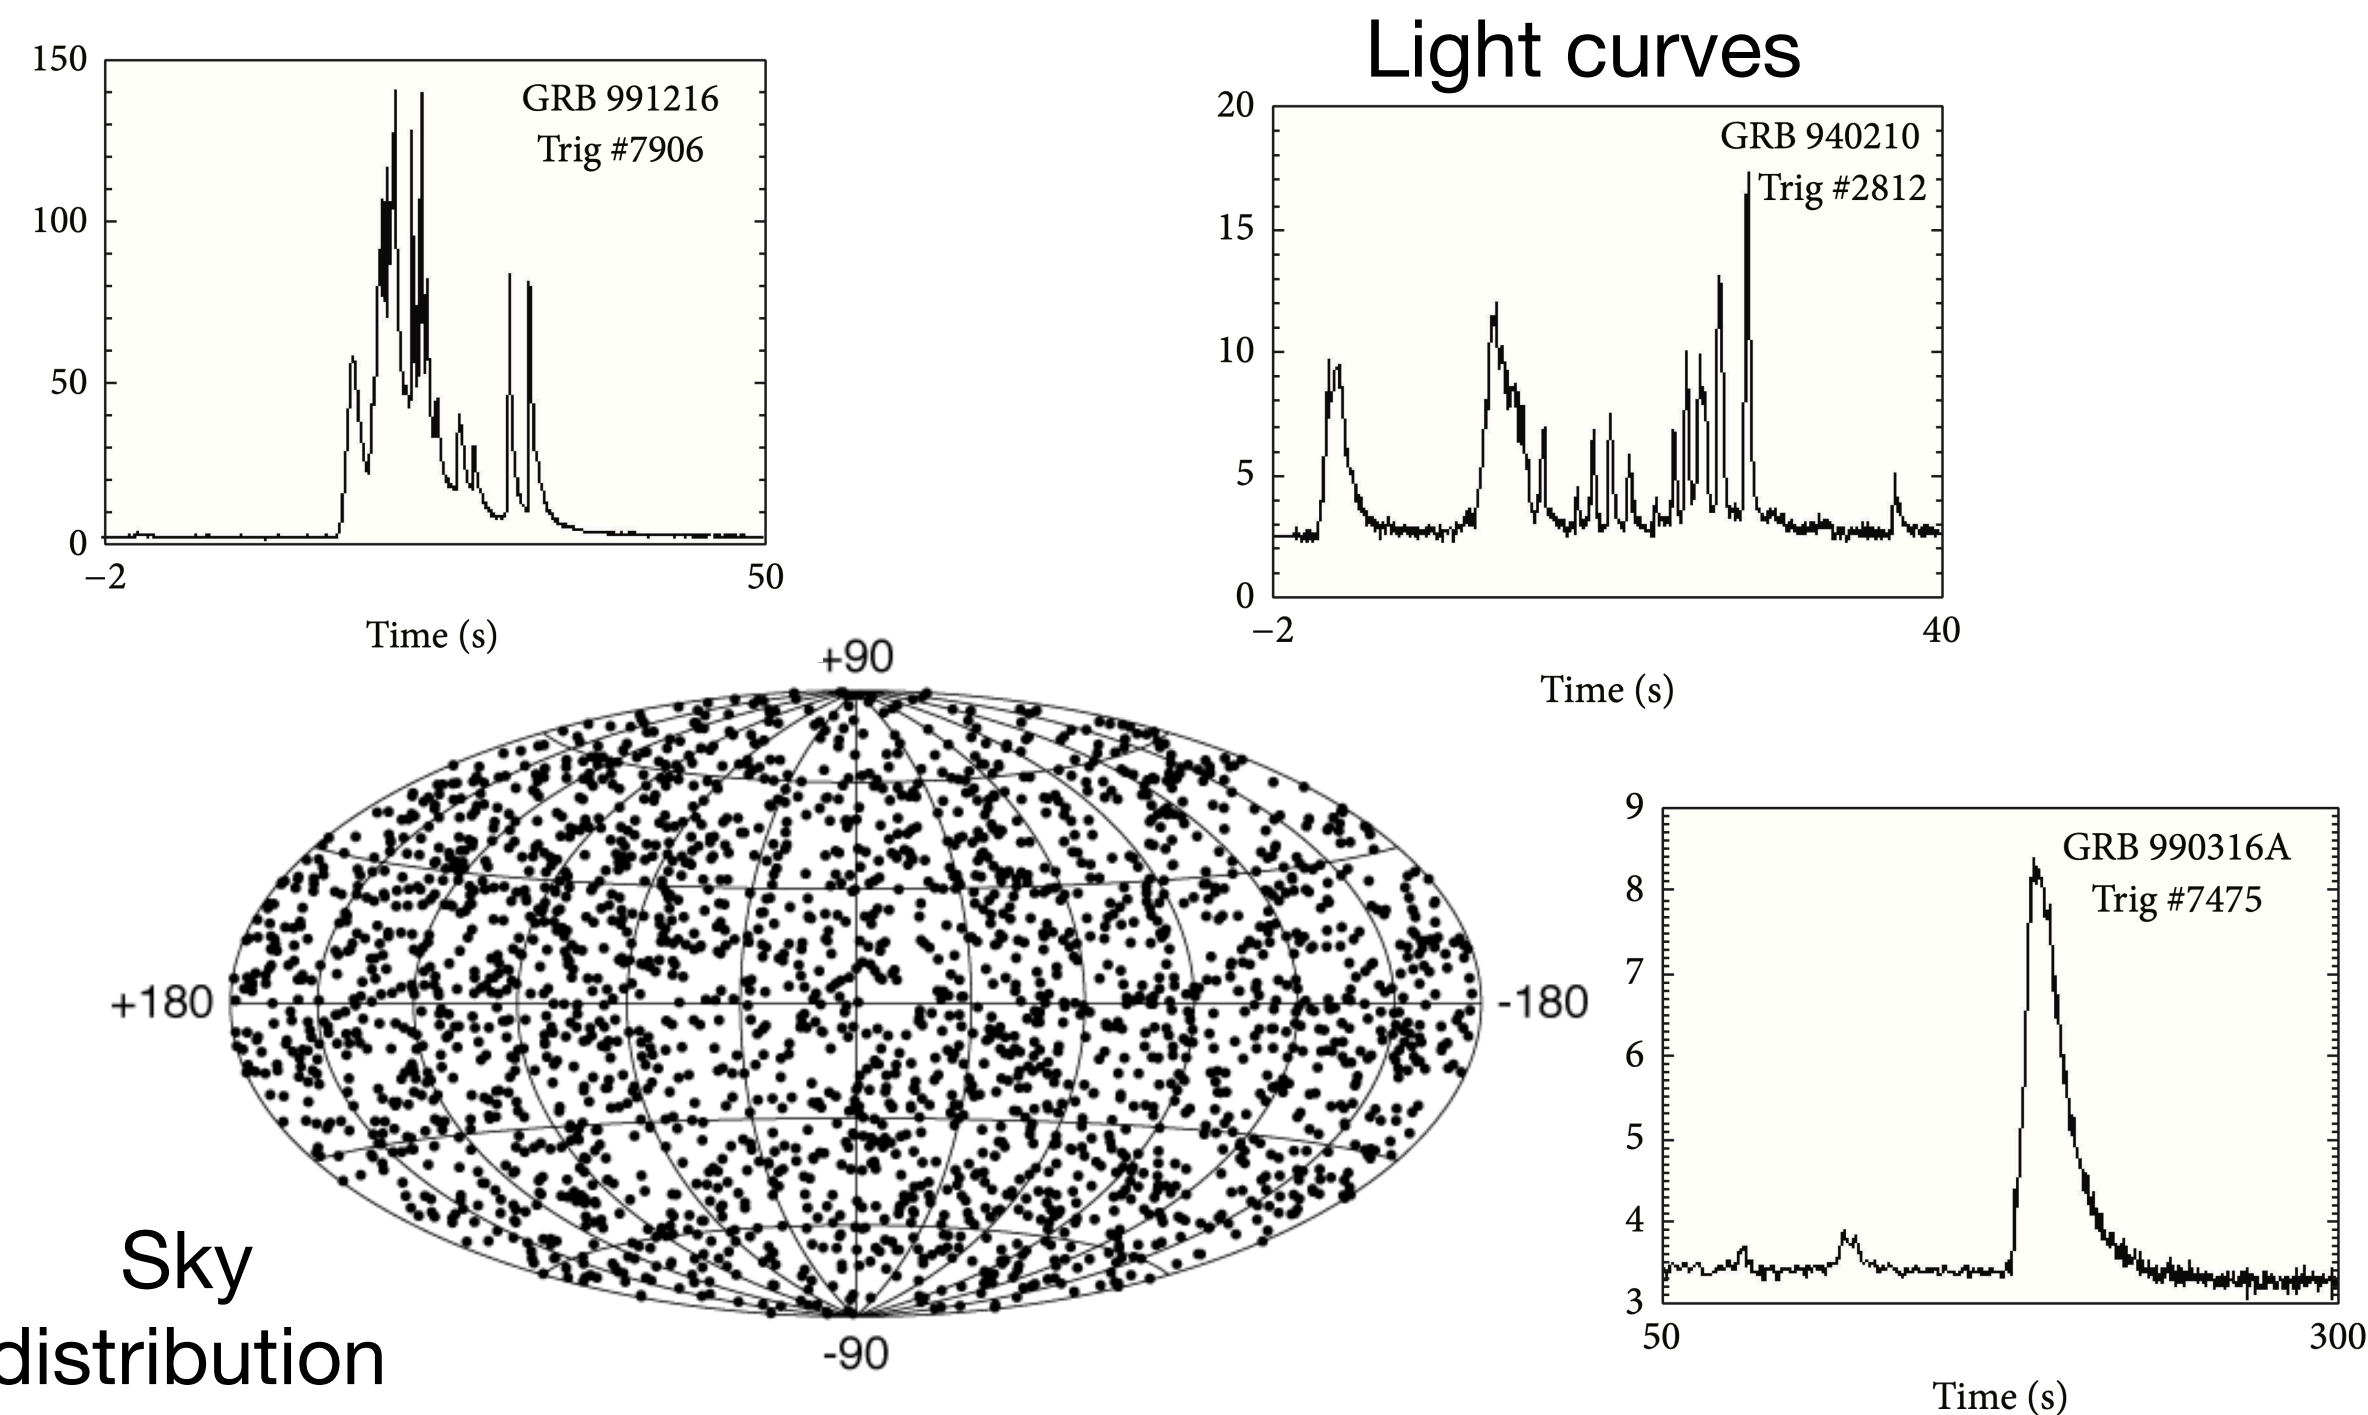 Light curves
150
100
50
0
GRB 991216
Trig #7906
−2
50
Time (s)
20
15
10
5
0
GRB 940210
Trig #2812
−2
40
Time (s)
+90
+180
-180
-90
Sky
distribution
9
8
7
6
5
4
3
GRB 990316A
Trig #7475
50
300
Time (s)